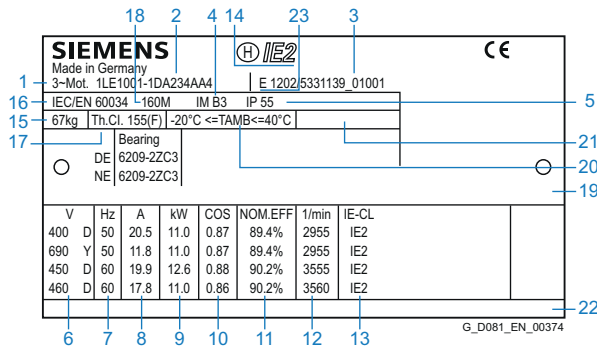 18 2 4 14 23 3
SIEMENS H IE2 CE
Made in Germany
1 3~Mot. 1LE1001-1DA234AA4 E 1202/5331139_01001
16 IEC/EN 60034 160M IM B3 IP 55 5
15 67kg Th.Cl. 155(F) -20°C <=TAMB<=40°C
17 21
Bearing
20
DE 6209-2ZC3
NE 6209-2ZC3
19
V Hz A kW COS NOM.EFF 1/min IE-CL
400 D 50 20.5 11.0 0.87 89.4% 2955 IE2
690 Y 50 11.8 11.0 0.87 89.4% 2955 IE2
450 D 60 19.9 12.6 0.88 90.2% 3555 IE2
460 D 60 17.8 11.0 0.86 90.2% 3560 IE2
22
6 7 8 9 10 11 12 13
G_D081_EN_00374